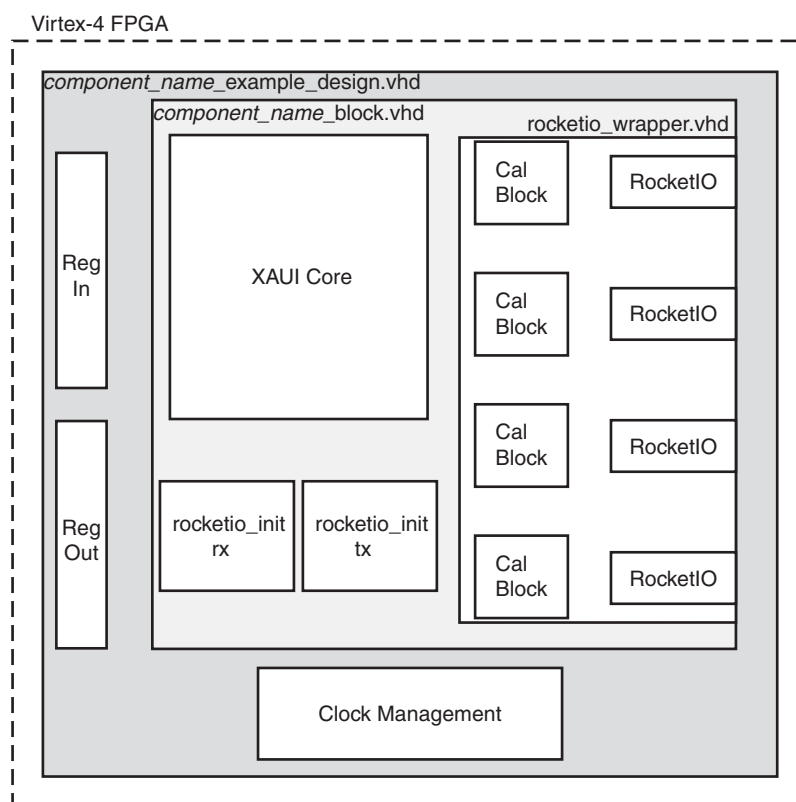 Virtex-4 FPGA
component_name_example_design.vhd
component_name_block.vhd
rocketio_wrapper.vhd
Cal
Block
RocketIO
Reg
In
XAUI Core
Cal
Block
RocketIO
Cal
Block
RocketIO
Reg
Out
rocketio_init
rx
rocketio_init
tx
Cal
Block
RocketIO
Clock Management